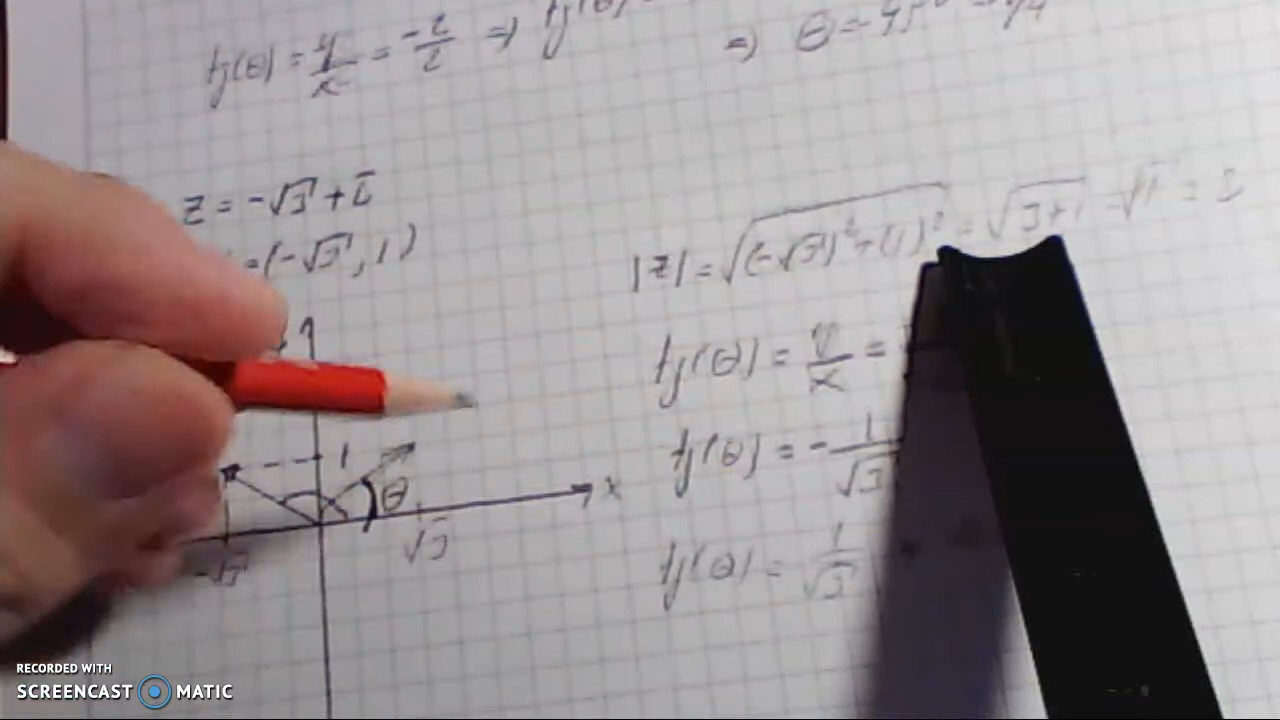 tg(θ) = y/x = -2/2 ⇒ tg(θ)
⇒ θ = 45° = π/4
z = -√3 + i
= (-√3, 1)
|z| = √((-√3)² + (1)²) = √(3+1) = √4 = 2
tg(θ) = y/x =
tg(θ) = - 1/√3
tg(θ) = 1/√3
1
θ
x
-√3
√3
RECORDED WITH
SCREENCAST MATIC